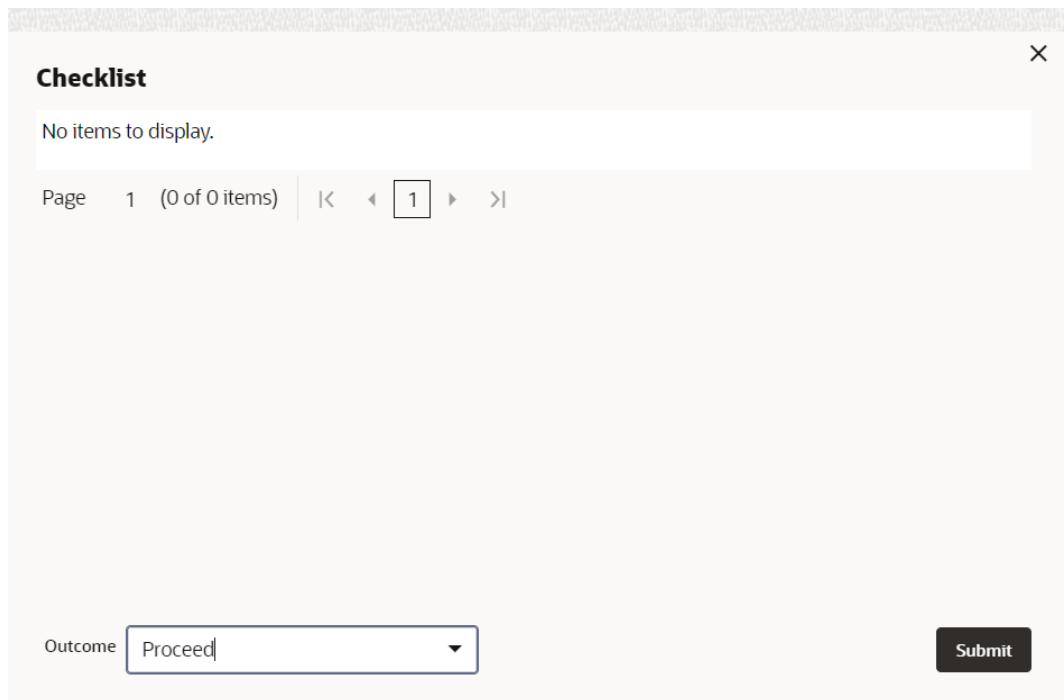 Checklist
No items to display.
Page 1 (0 of 0 items) 1
Outcome Proceed Submit